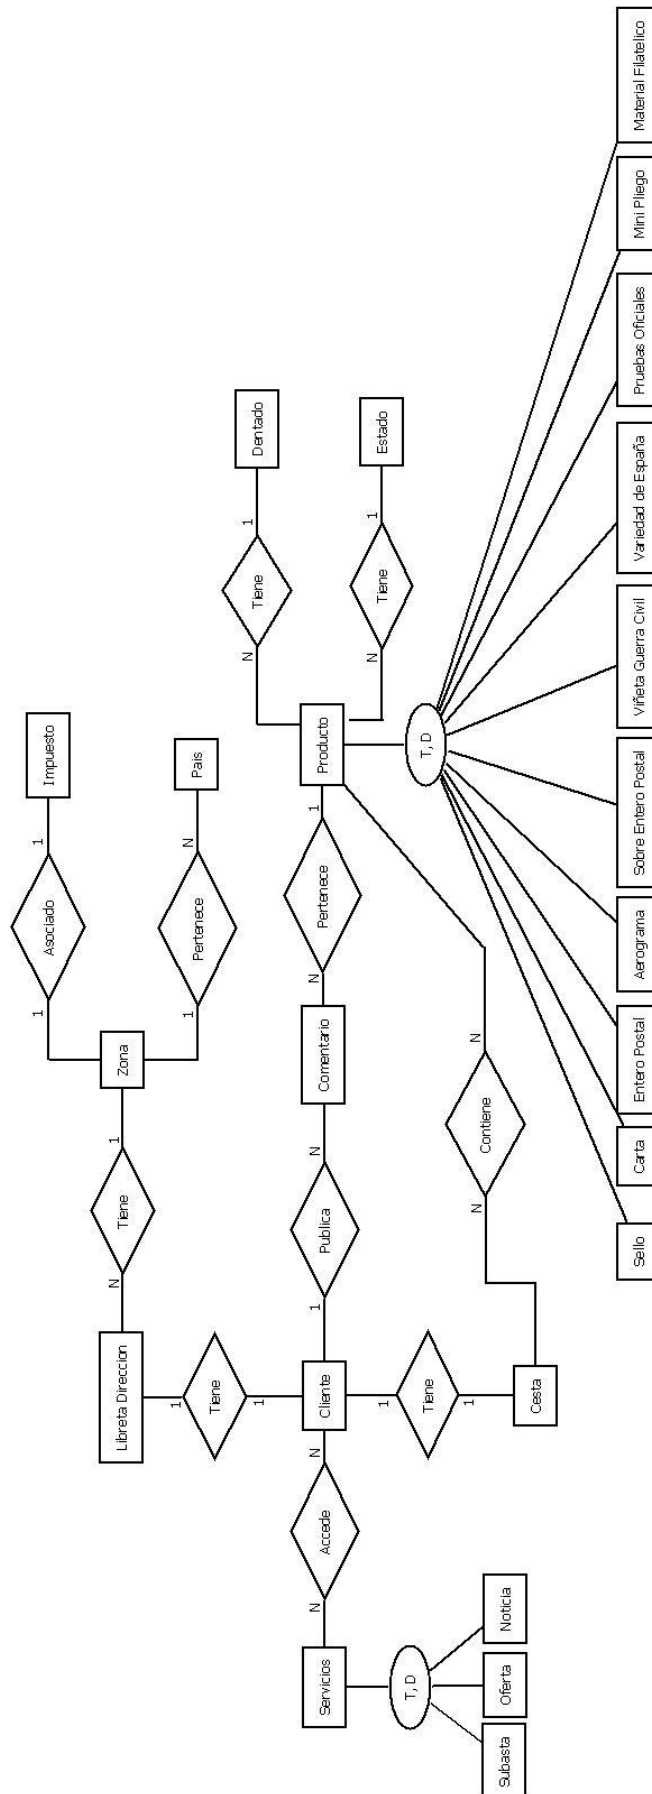 1
Asociado
1
Impuesto
Libreta Direccion
N
Tiene
1
Zona
1
Pertenece
N
Pais
1
Tiene
1
N
Tiene
1
Dentado
Servicios
N
Accede
N
Cliente
1
Publica
N
Comentario
N
Pertenece
1
Producto
N
Tiene
1
Estado
1
Tiene
1
T, D
T, D
N
Contiene
N
Cesta
Subasta
Oferta
Noticia
Sello
Carta
Entero Postal
Aerograma
Sobre Entero Postal
Viñeta Guerra Civil
Variedad de España
Pruebas Oficiales
Mini Pliego
Material Filatelico